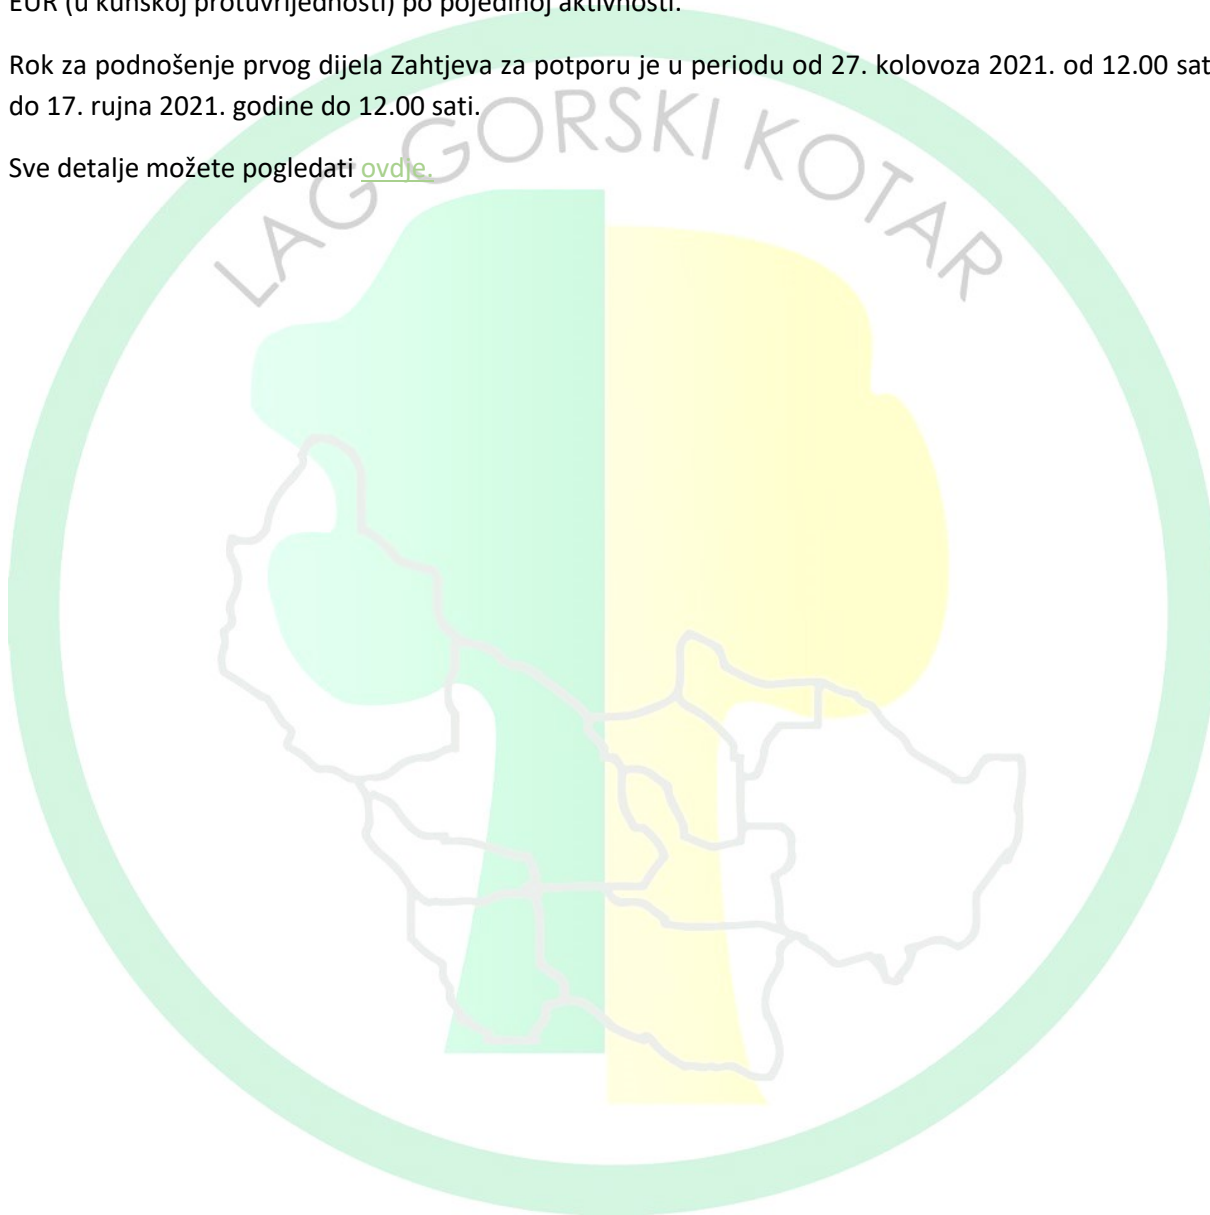 EUR (u kunskoj protuvrijednosti) po pojedinoj aktivnosti.
Rok za podnošenje prvog dijela Zahtjeva za potporu je u periodu od 27. kolovoza 2021. od 12.00 sat
do 17. rujna 2021. godine do 12.00 sati.
Sve detalje možete pogledati ovdje.
LAG GORSKI KOTAR